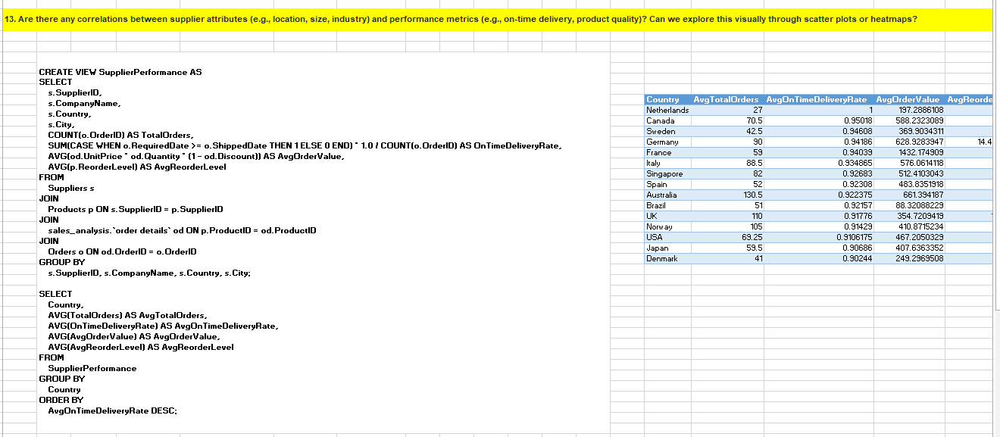 13. Are there any correlations between supplier attributes (e.g., location, size, industry) and performance metrics (e.g., on-time delivery, product quality)? Can we explore this visually through scatter plots or heatmaps?
CREATE VIEW SupplierPerformance AS
SELECT
s.SupplierID,
s.CompanyName,
s.Country,
s.City,
COUNT(o.OrderID) AS TotalOrders,
SUM(CASE WHEN o.RequiredDate >= o.ShippedDate THEN 1 ELSE 0 END) * 1.0 / COUNT(o.OrderID) AS OnTimeDeliveryRate,
AVG(od.UnitPrice * od.Quantity * (1 - od.Discount)) AS AvgOrderValue,
AVG(p.ReorderLevel) AS AvgReorderLevel
FROM
Suppliers s
JOIN
Products p ON s.SupplierID = p.SupplierID
JOIN
sales_analysis.`order details` od ON p.ProductID = od.ProductID
JOIN
Orders o ON od.OrderID = o.OrderID
GROUP BY
s.SupplierID, s.CompanyName, s.Country, s.City;
SELECT
Country,
AVG(TotalOrders) AS AvgTotalOrders,
AVG(OnTimeDeliveryRate) AS AvgOnTimeDeliveryRate,
AVG(AvgOrderValue) AS AvgOrderValue,
AVG(AvgReorderLevel) AS AvgReorderLevel
FROM
SupplierPerformance
GROUP BY
Country
ORDER BY
AvgOnTimeDeliveryRate DESC;
Country AvgTotalOrders AvgOnTimeDeliveryRate AvgOrderValue AvgReorde
Netherlands 27 1 197.2886108
Canada 70.5 0.95018 588.2323089
Sweden 42.5 0.94608 369.9034311
Germany 90 0.94186 628.9283947 14.4
France 59 0.94039 1432.174909
Italy 88.5 0.934865 576.0614118
Singapore 82 0.92683 512.4103043
Spain 52 0.92308 483.8351918
Australia 130.5 0.922375 661.394187
Brazil 51 0.92157 88.32088229
UK 110 0.91776 354.7209419
Norway 105 0.91429 410.8715234
USA 69.25 0.9106175 467.2050329
Japan 59.5 0.90686 407.6363352
Denmark 41 0.90244 249.2969508